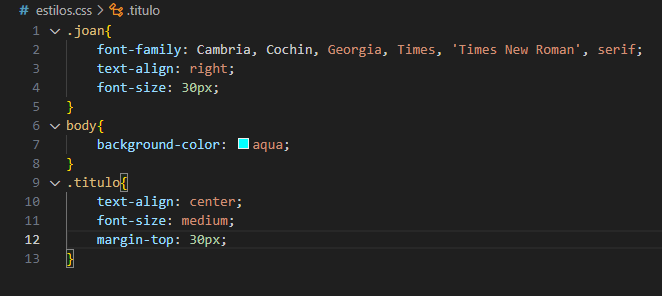 # estilos.css > .titulo
1 .joan{
2 font-family: Cambria, Cochin, Georgia, Times, 'Times New Roman', serif;
3 text-align: right;
4 font-size: 30px;
5 }
6 body{
7 background-color: aqua;
8 }
9 .titulo{
10 text-align: center;
11 font-size: medium;
12 margin-top: 30px;
13 }